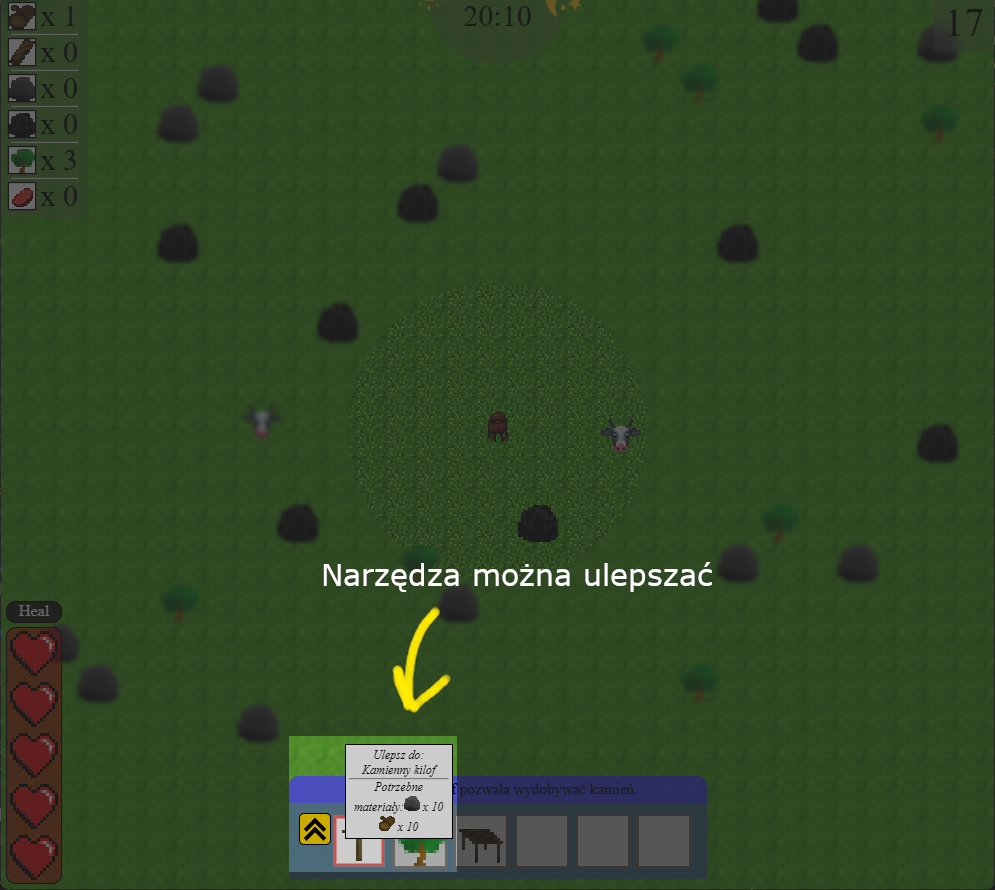 x 1
x 0
x 0
x 0
x 3
x 0
20:10
17
Narzędza można ulepszać
Heal
Ulepsz do:
Kamienny kilof
Potrzebne
materiały: x 10
x 10
f pozwala wydobywać kamień.